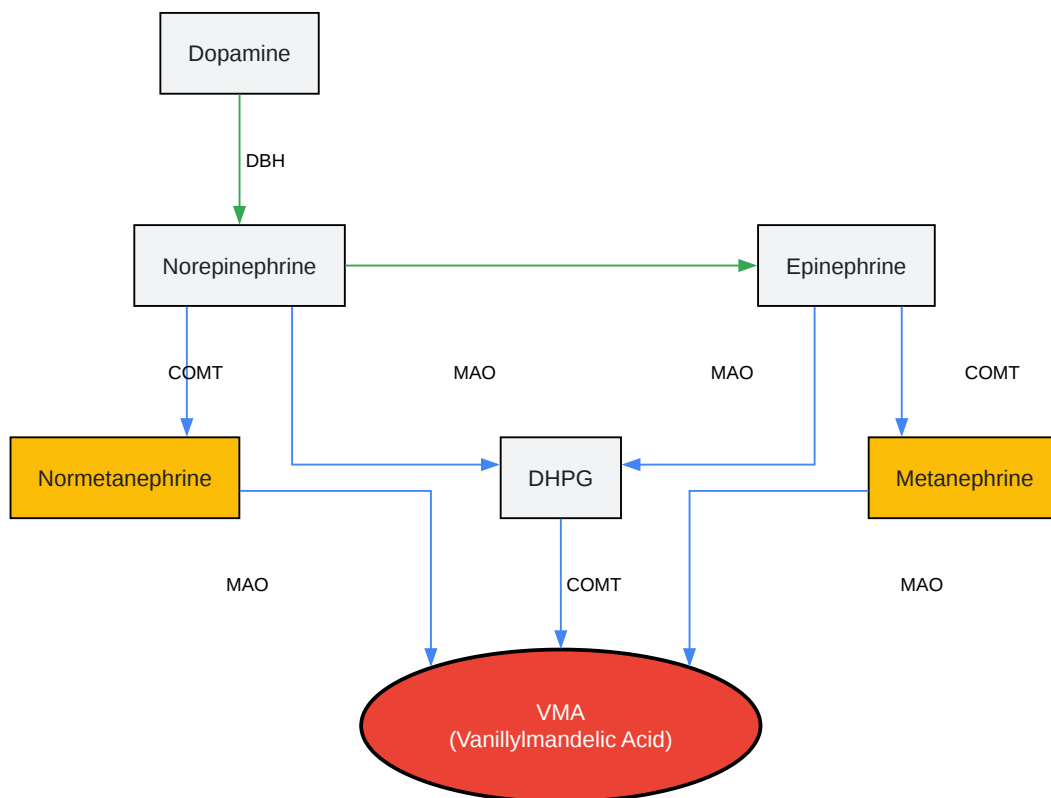 Dopamine
DBH
Norepinephrine
Epinephrine
COMT
MAO
MAO
COMT
Normetanephrine
DHPG
Metanephrine
MAO
COMT
MAO
VMA
(Vanillylmandelic Acid)